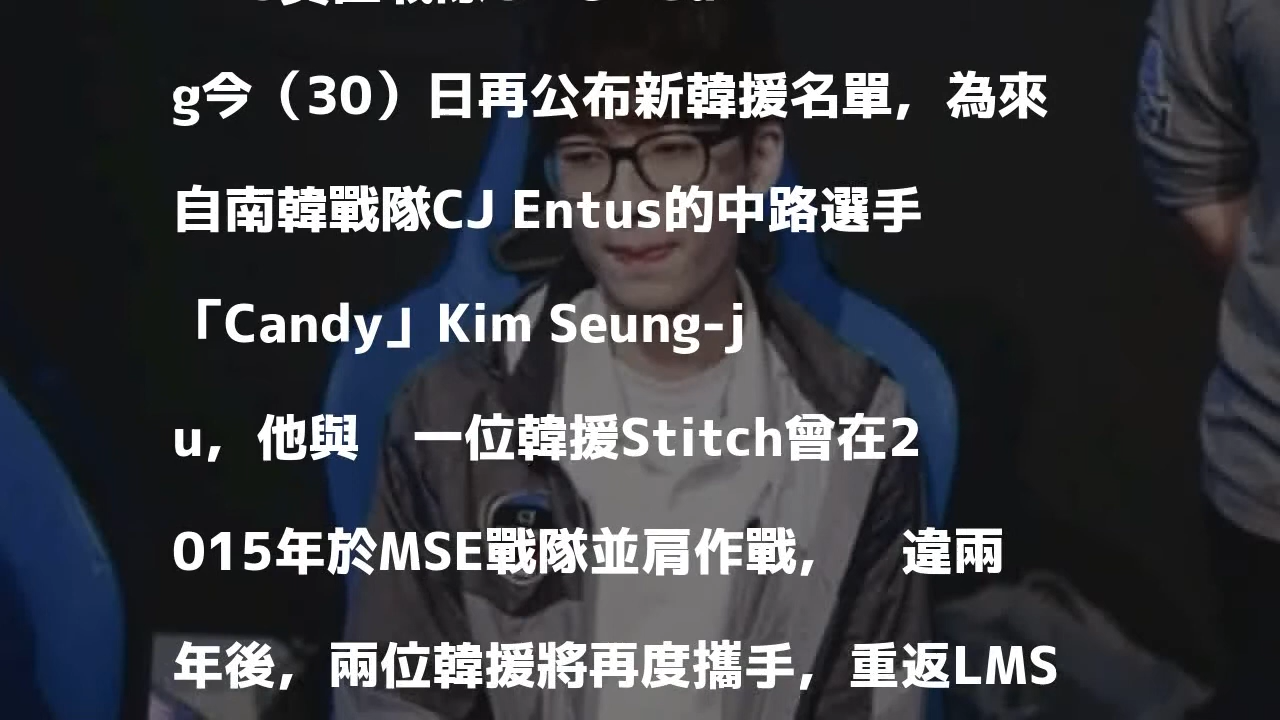 g今（30）日再公布新韓援名單，為來
自南韓戰隊CJ Entus的中路選手
「Candy」Kim Seung-j
u，他與　一位韓援Stitch曾在2
015年於MSE戰隊並肩作戰，　違兩
年後，兩位韓援將再度攜手，重返LMS